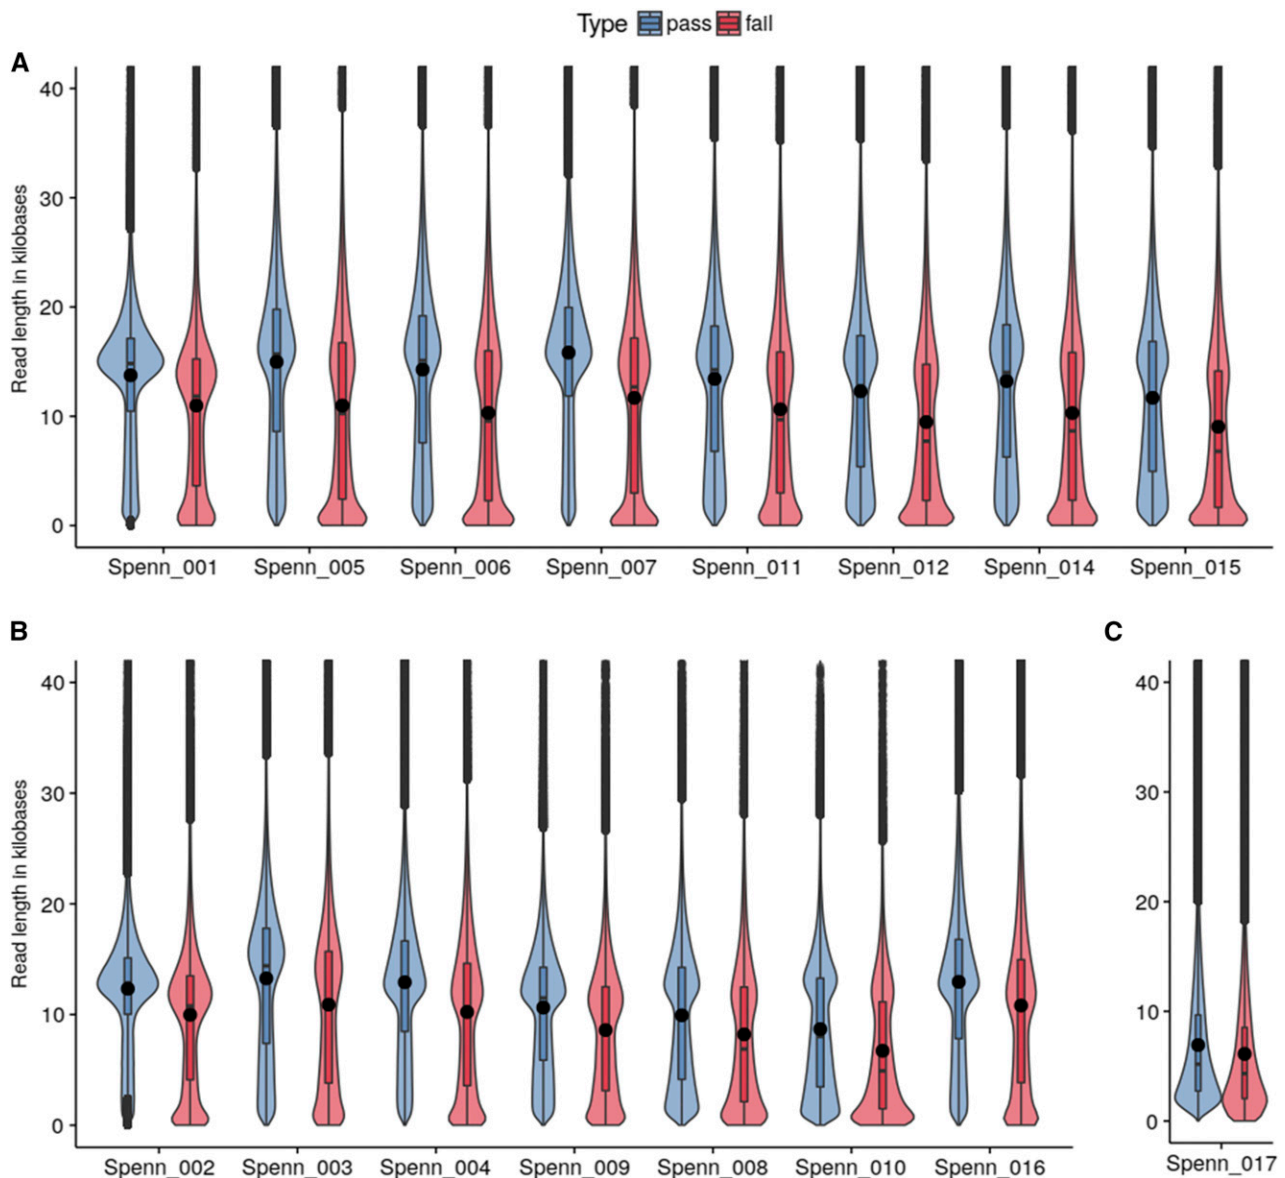 Type pass fall
A
40
30
20
10
0
Read length in kilobases
Spenn_001 Spenn_005 Spenn_006 Spenn_007 Spenn_011 Spenn_012 Spenn_014 Spenn_015
B
40
30
20
10
0
Read length in kilobases
Spenn_002 Spenn_003 Spenn_004 Spenn_009 Spenn_008 Spenn_010 Spenn_016
C
40
30
20
10
0
Spenn_017